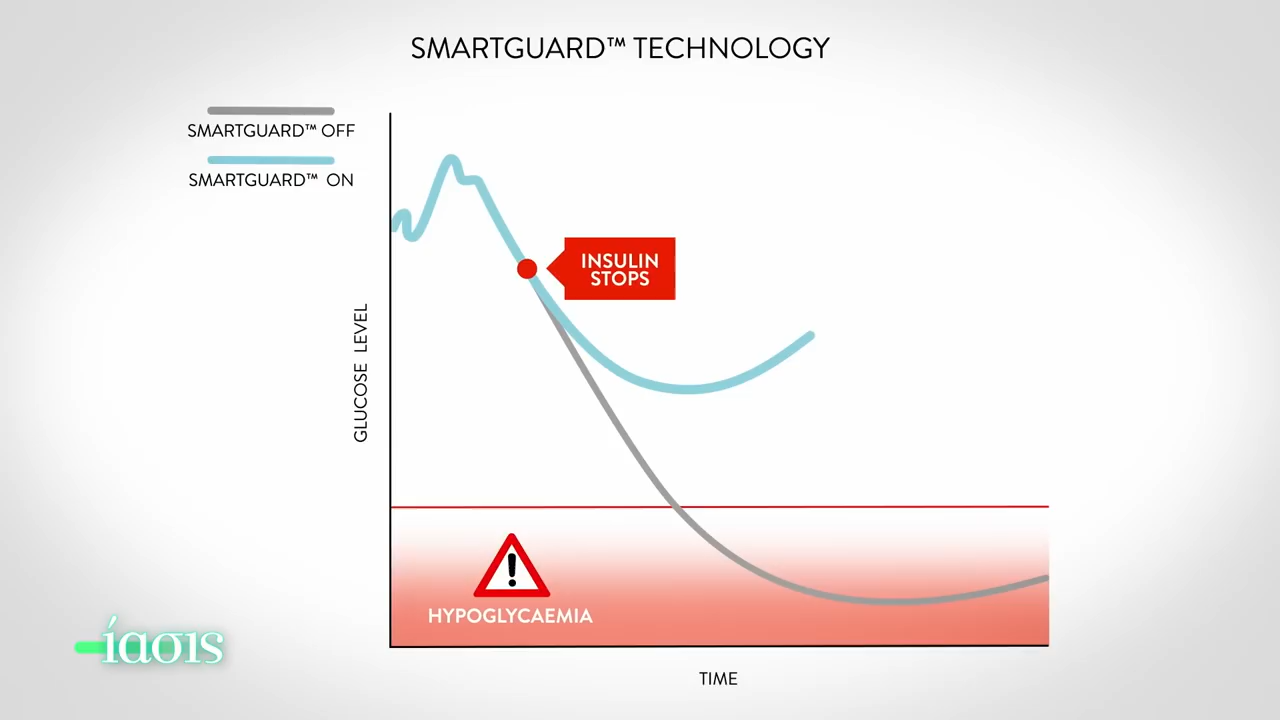 SMARTGUARD™ TECHNOLOGY
SMARTGUARD™ OFF
SMARTGUARD™ ON
INSULIN
STOPS
GLUCOSE LEVEL
!
HYPOGLYCAEMIA
TIME
ίασις